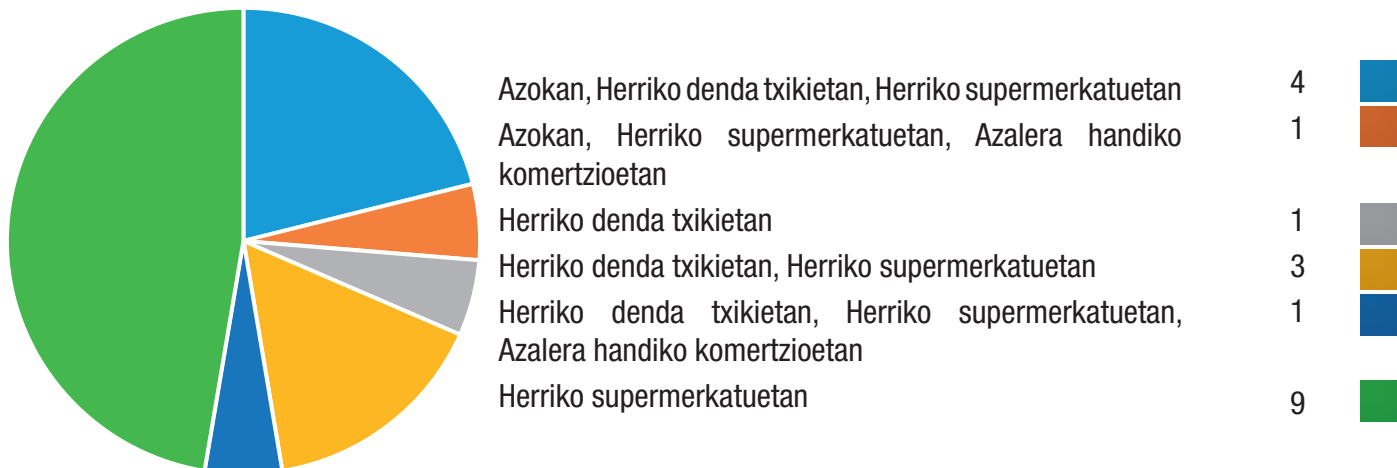 Azokan, Herriko denda txikietan, Herriko supermerkatuetan 4
Azokan, Herriko supermerkatuetan, Azalera handiko 1
komertzioetan
Herriko denda txikietan 1
Herriko denda txikietan, Herriko supermerkatuetan 3
Herriko denda txikietan, Herriko supermerkatuetan, 1
Azalera handiko komertzioetan
Herriko supermerkatuetan 9